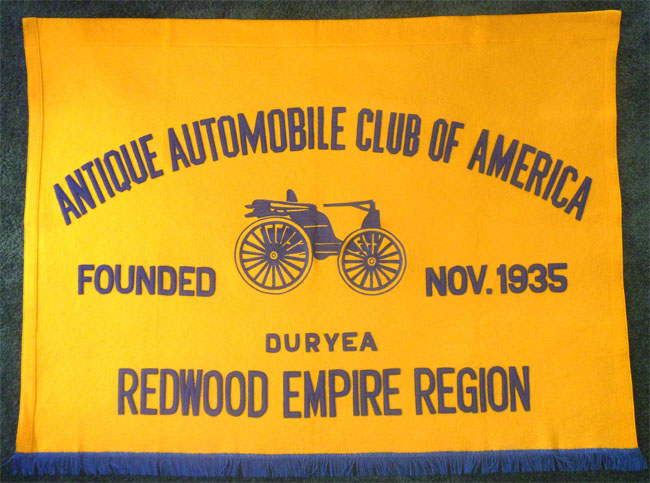 ANTIQUE AUTOMOBILE CLUB OF AMERICA
FOUNDED NOV. 1935
DURYEA
REDWOOD EMPIRE REGION